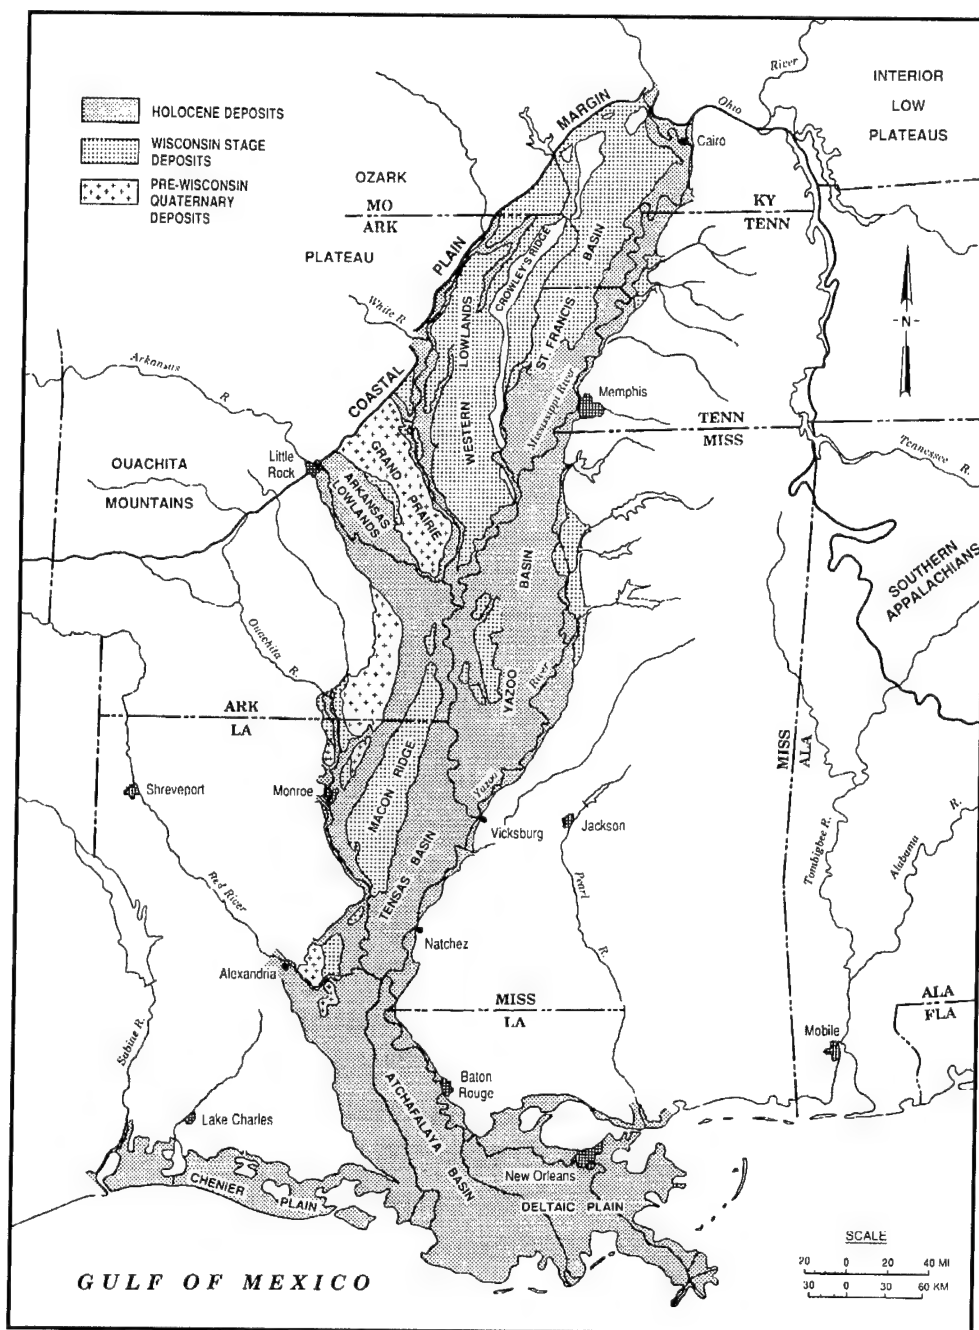 HOLOCENE DEPOSITS
WISCONSIN STAGE
DEPOSITS
PRE-WISCONSIN
QUATERNARY
DEPOSITS
River
INTERIOR
LOW
PLATEAUS
Ohio
Cairo
MARGIN
PLAIN
COASTAL
OZARK
PLATEAU
MO
ARK
KY
TENN
BASIN
ST. FRANCIS
CROWLEY'S RIDGE
LOWLANDS
WESTERN
White R.
Arkansas
R.
Mississippi River
Memphis
N
TENN
MISS
Tennessee
R.
Little
Rock
OUACHITA
MOUNTAINS
GRAND PRAIRIE
ARKANSAS
LOWLANDS
BASIN
YAZOO
SOUTHERN
APPALACHIANS
Ouachita
R.
River
Yazoo
ARK
LA
MISS
ALA
Shreveport
Monroe
MACON RIDGE
Vicksburg
Jackson
Tombigbee R.
Alabama
R.
Red River
TENSAS BASIN
Pearl
R.
Natchez
Alexandria
MISS
LA
ALA
FLA
Sabine R.
Mobile
Baton
Rouge
ATCHAFALAYA
BASIN
Lake Charles
New Orleans
CHENIER
PLAIN
DELTAIC PLAIN
GULF OF MEXICO
SCALE
20 0 20 40 MI
30 0 30 60 KM